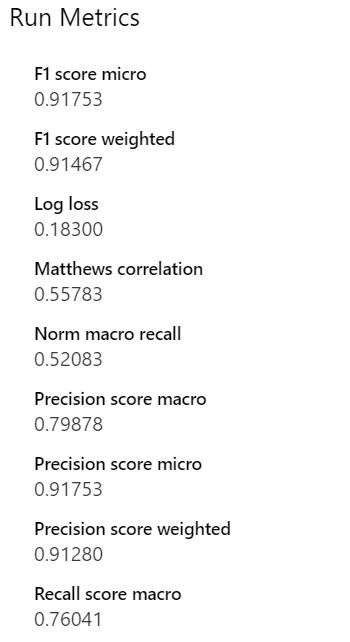 Run Metrics
F1 score micro
0.91753
F1 score weighted
0.91467
Log loss
0.18300
Matthews correlation
0.55783
Norm macro recall
0.52083
Precision score macro
0.79878
Precision score micro
0.91753
Precision score weighted
0.91280
Recall score macro
0.76041